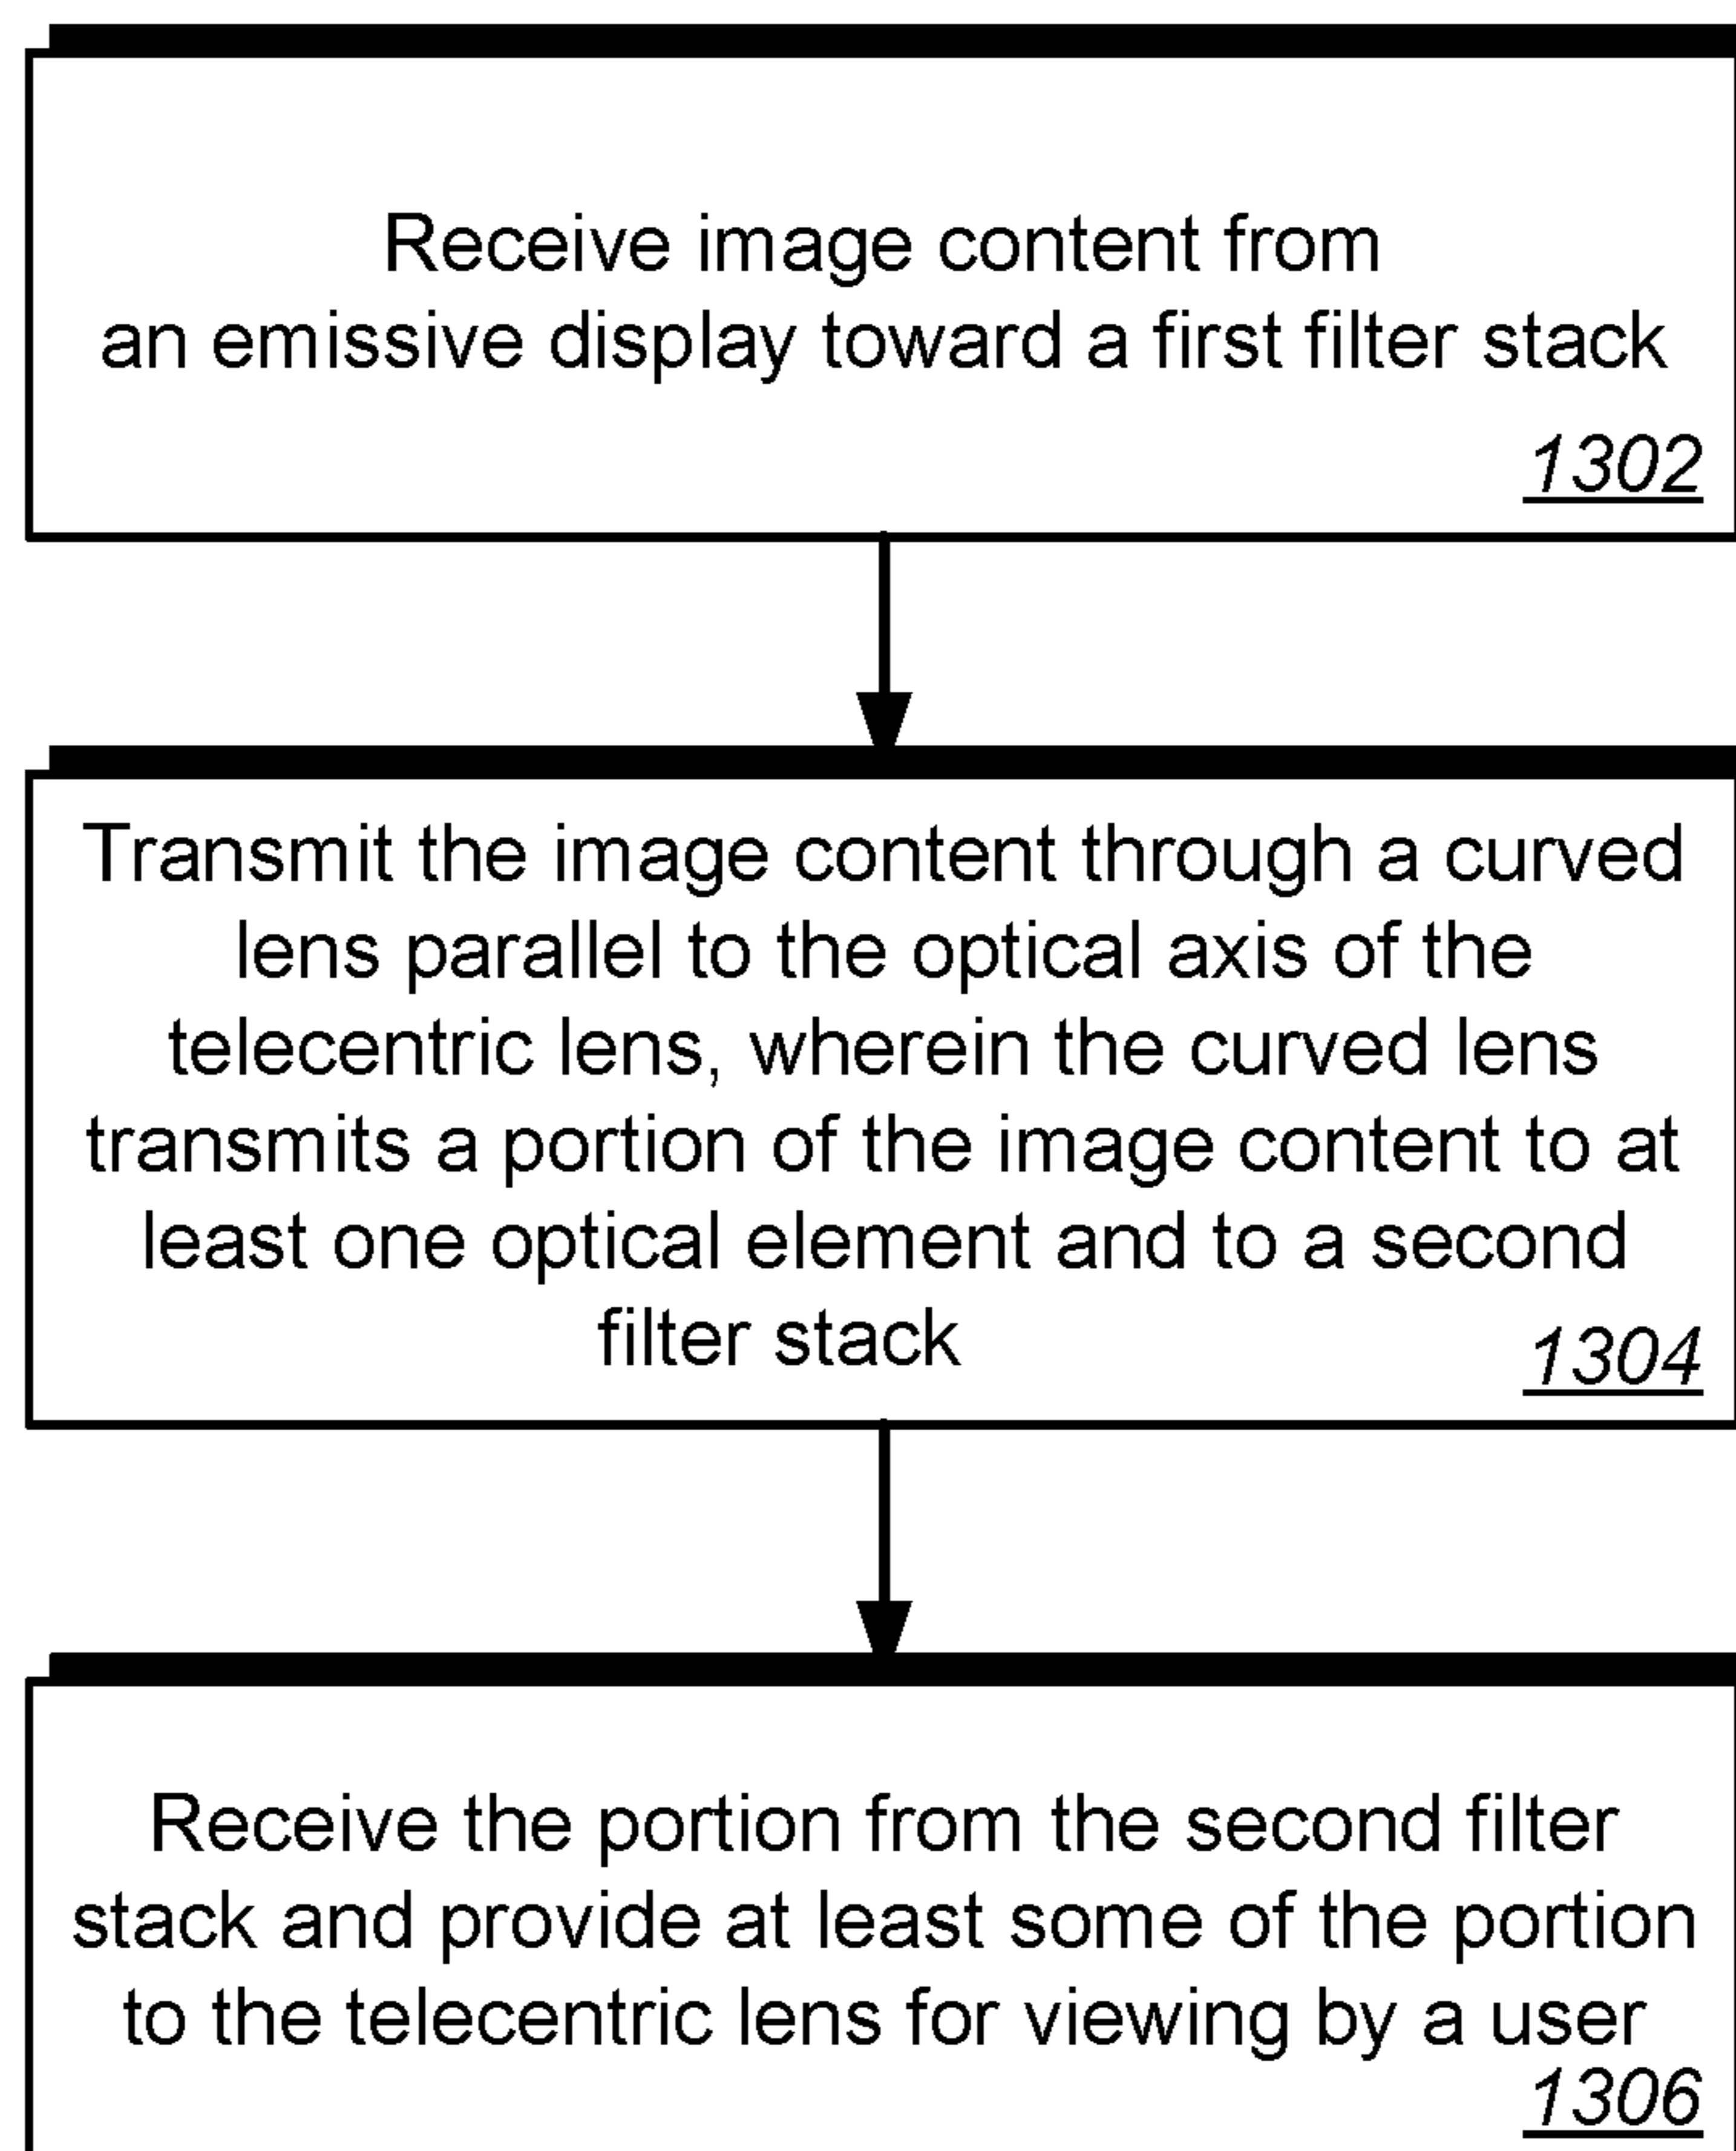 Receive image content from
an emissive display toward a first filter stack
1302
Transmit the image content through a curved
lens parallel to the optical axis of the
telecentric lens, wherein the curved lens
transmits a portion of the image content to at
least one optical element and to a second
filter stack
1304
Receive the portion from the second filter
stack and provide at least some of the portion
to the telecentric lens for viewing by a user
1306